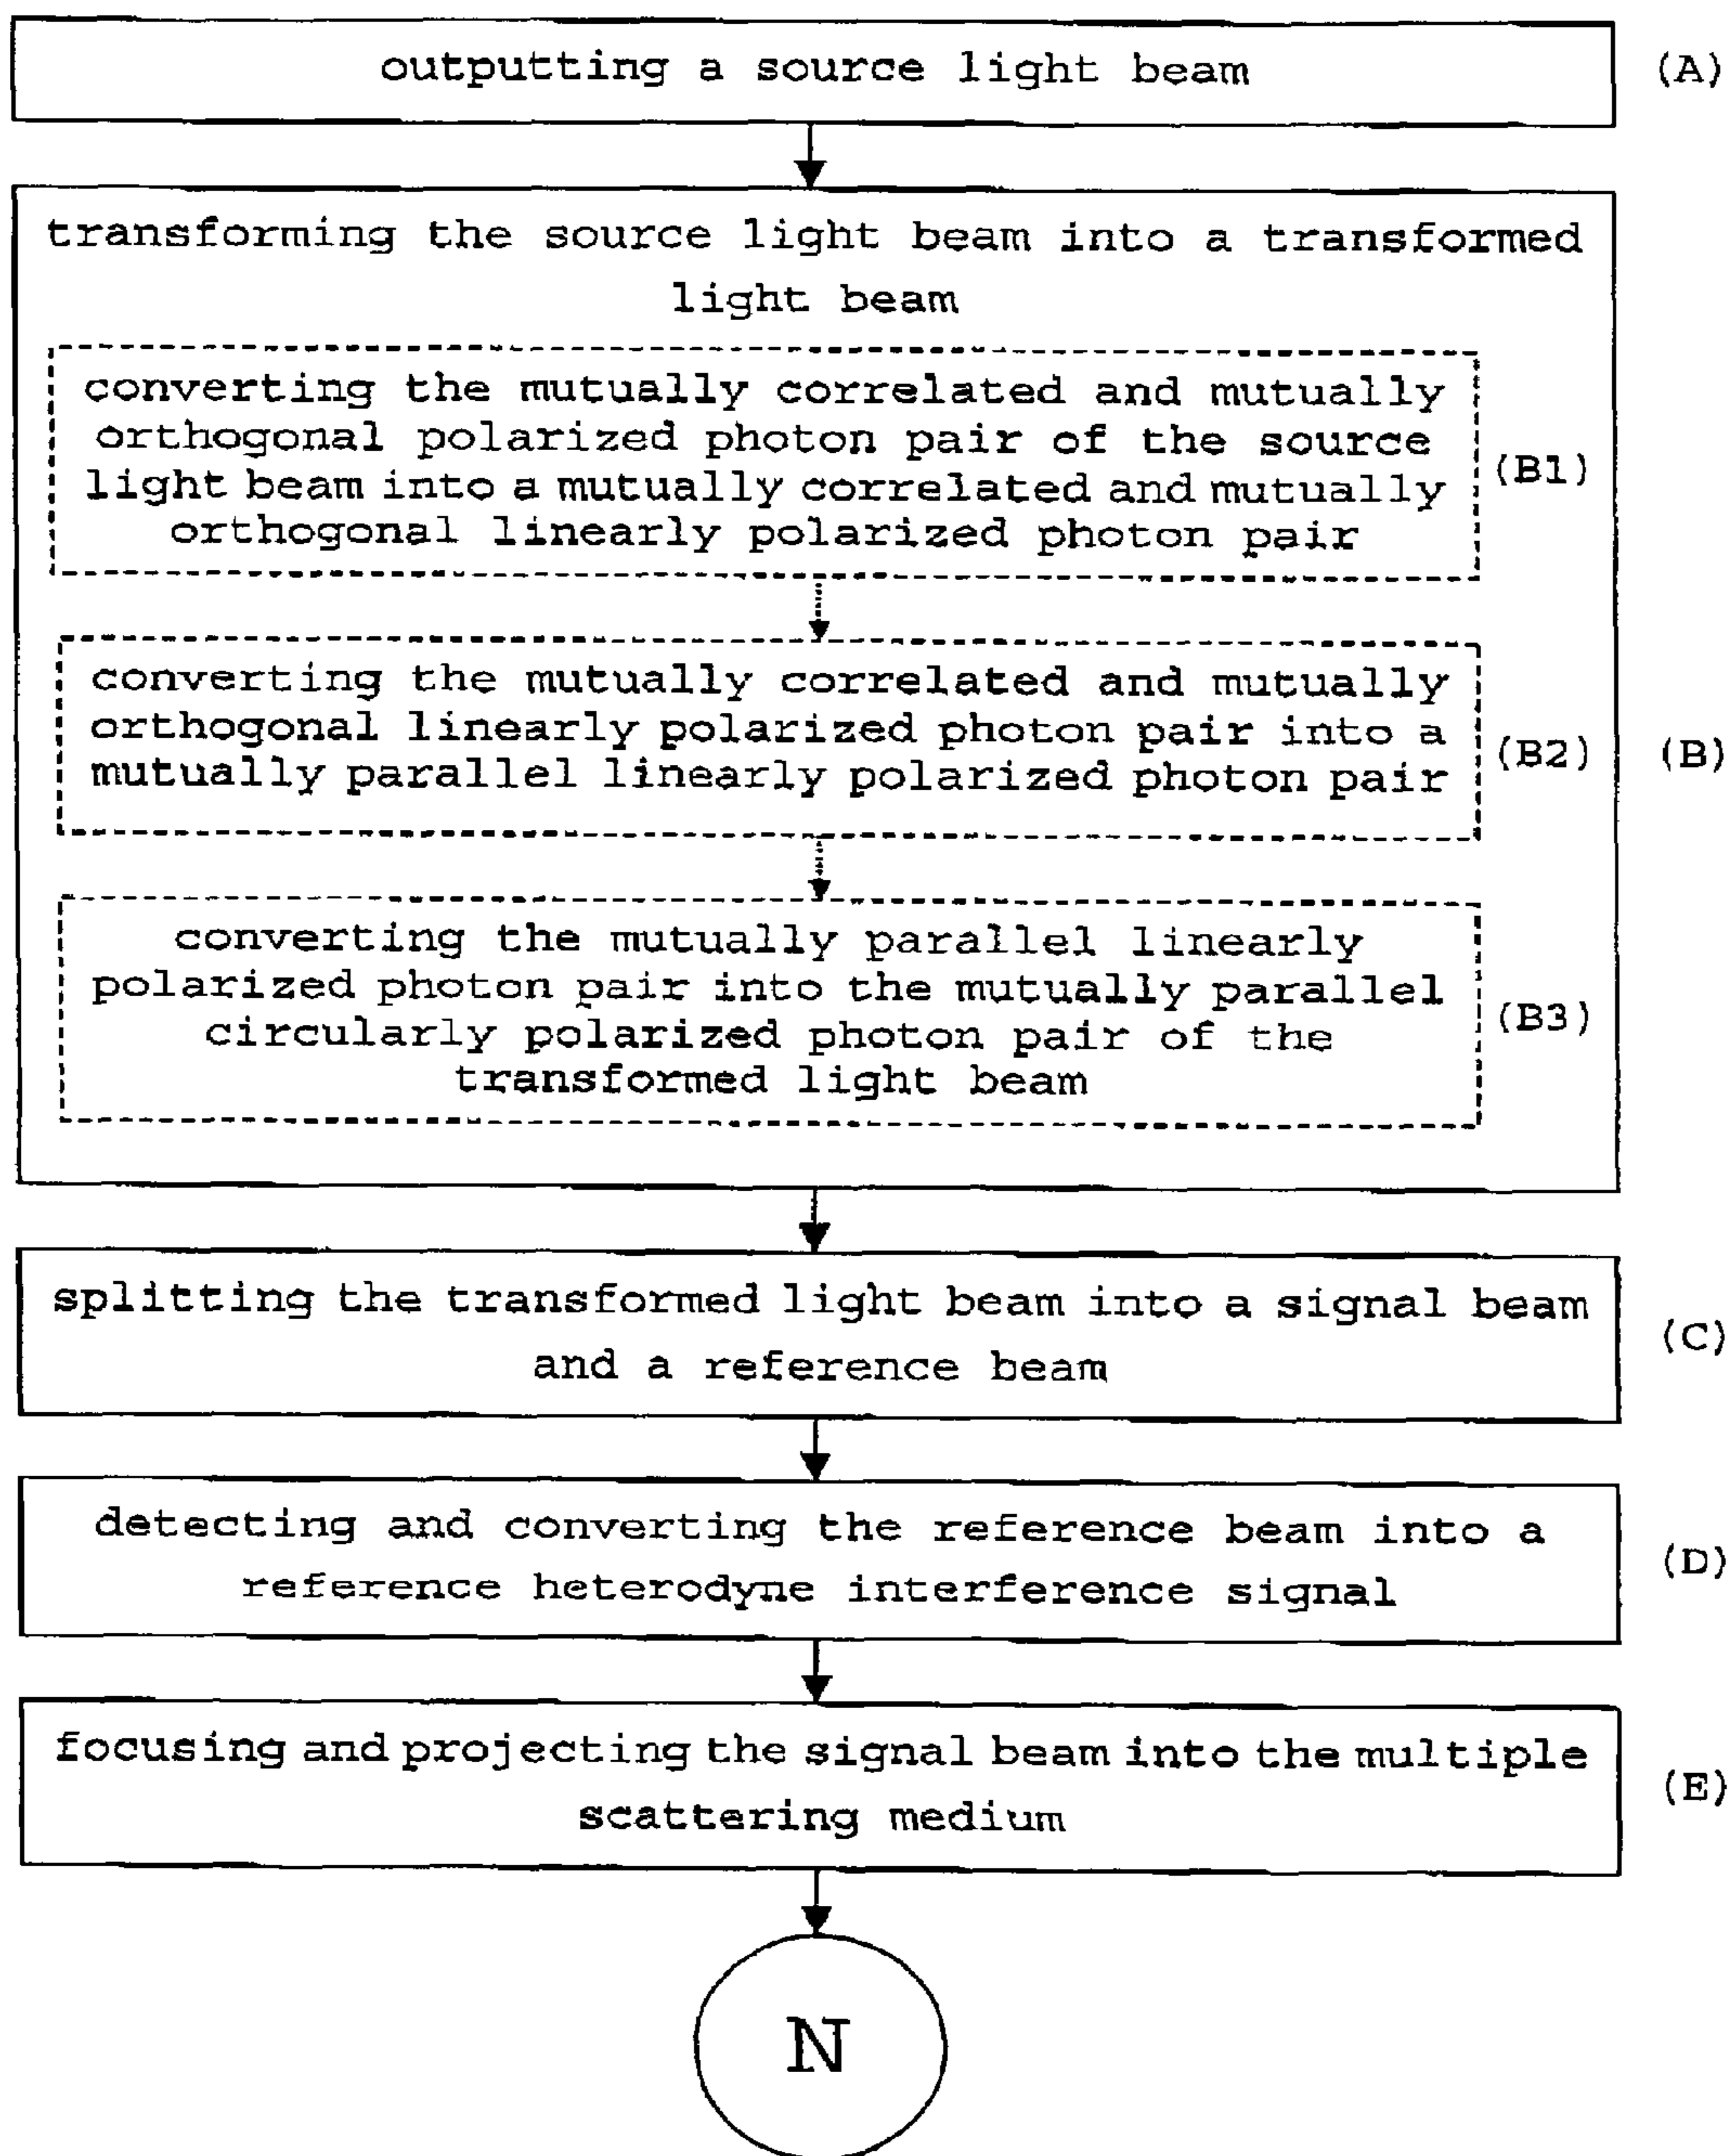 outputting a source light beam
(A)
transforming the source light beam into a transformed
light beam
converting the mutually correlated and mutually
orthogonal polarized photon pair of the source
light beam into a mutually correlated and mutually
orthogonal linearly polarized photon pair
(B1)
converting the mutually correlated and mutually
orthogonal linearly polarized photon pair into a
mutually parallel linearly polarized photon pair
(B2)
(B)
converting the mutually parallel linearly
polarized photon pair into the mutually parallel
circularly polarized photon pair of the
transformed light beam
(B3)
splitting the transformed light beam into a signal beam
and a reference beam
(C)
detecting and converting the reference beam into a
reference heterodyne interference signal
(D)
focusing and projecting the signal beam into the multiple
scattering medium
(E)
N